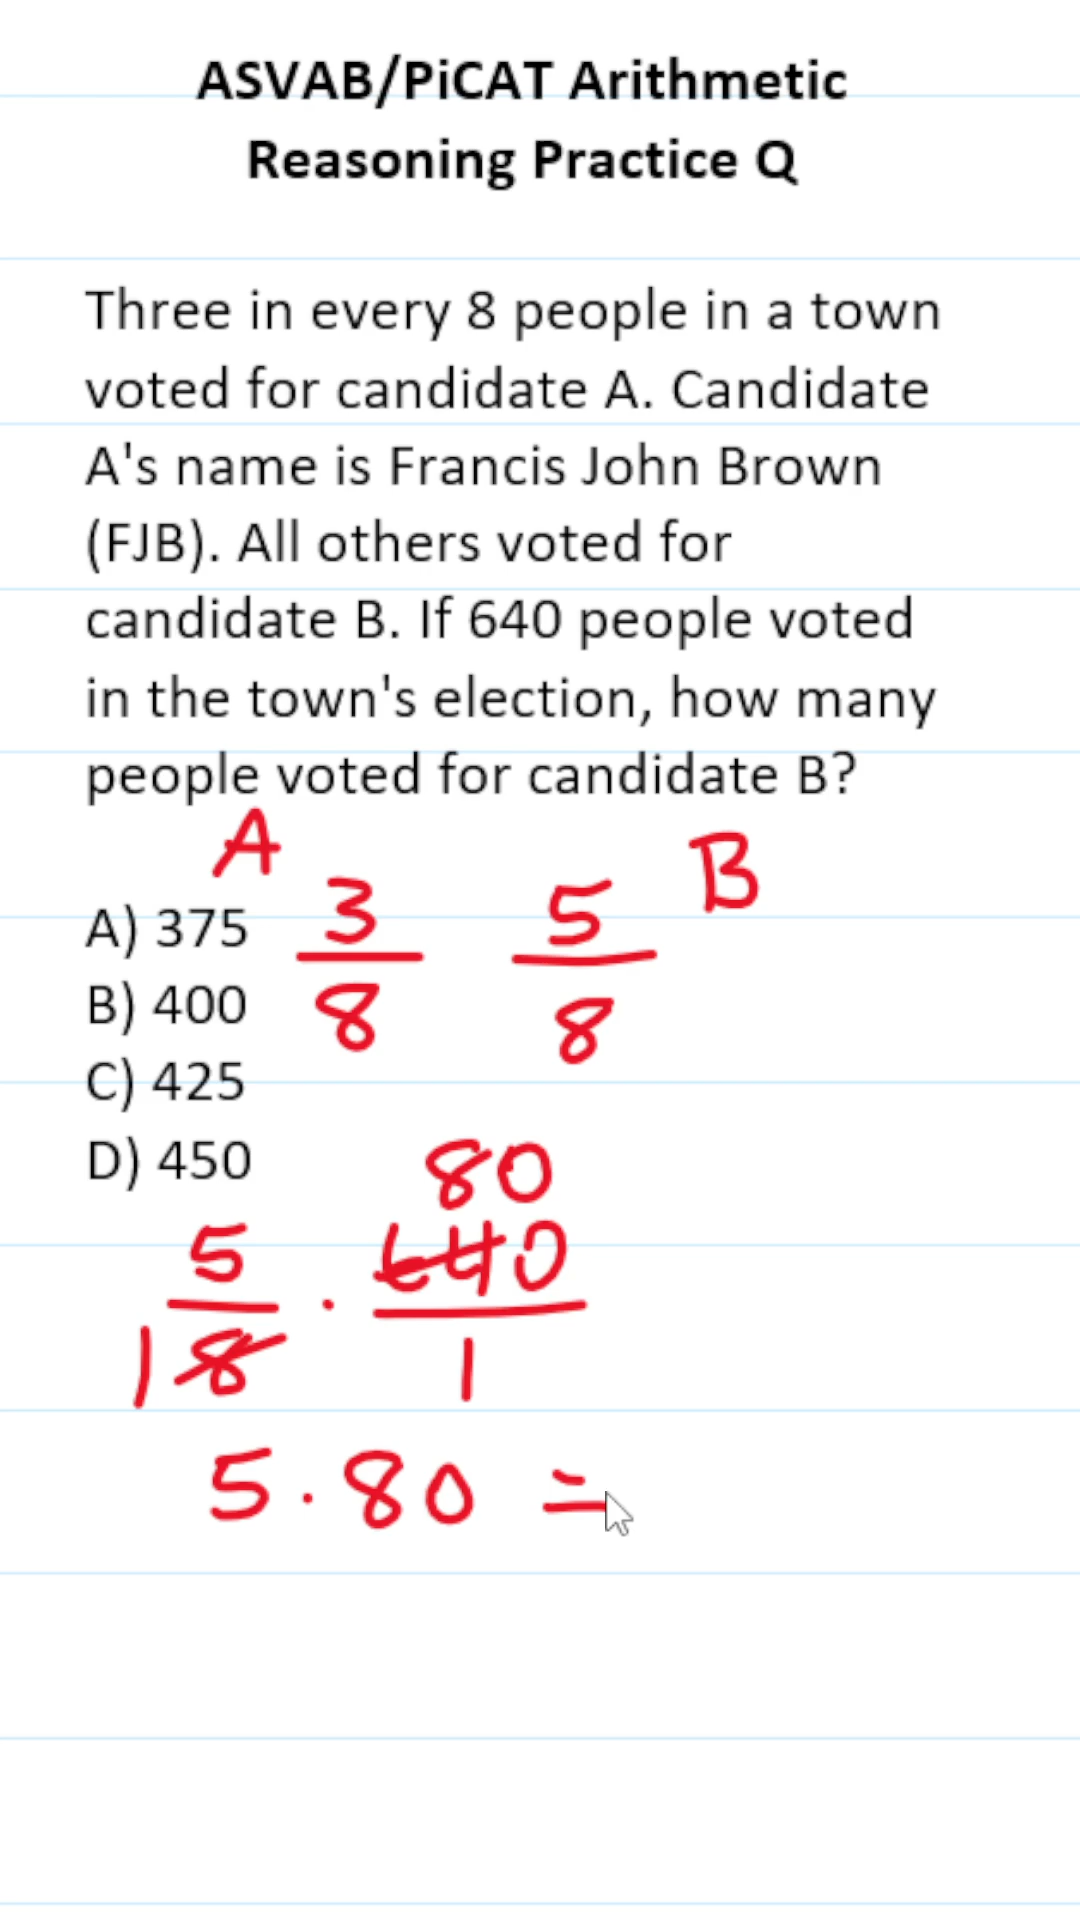 ASVAB/PiCAT Arithmetic
Reasoning Practice Q
Three in every 8 people in a town
voted for candidate A. Candidate
A's name is Francis John Brown
(FJB). All others voted for
candidate B. If 640 people voted
in the town's election, how many
people voted for candidate B?
A B
A) 375 3 5
B) 400 8 8
C) 425
D) 450 80
5 . 640
1 8 1
5 . 80 =